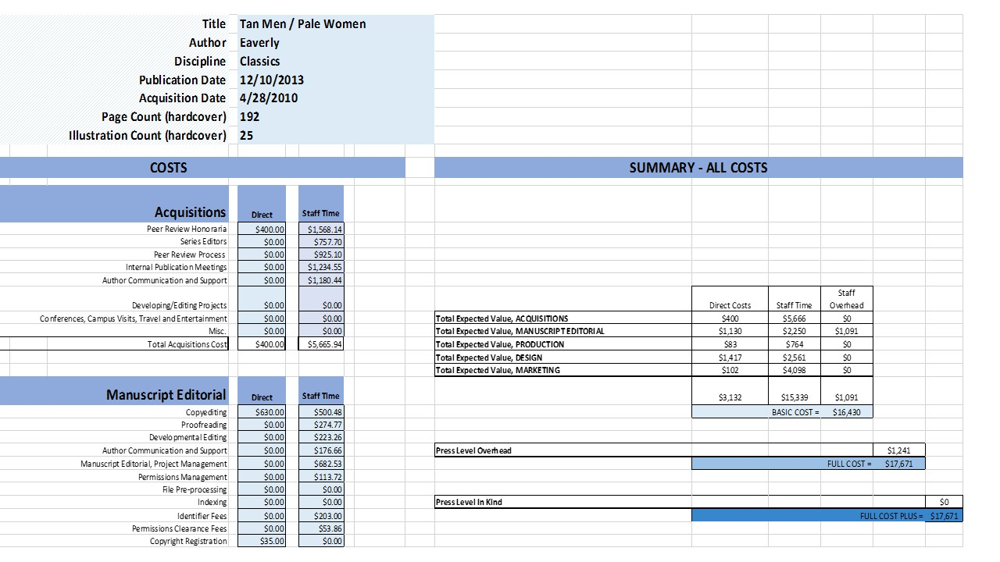 Title Tan Men / Pale Women
Author Eaverly
Discipline Classics
Publication Date 12/10/2013
Acquisition Date 4/28/2010
Page Count (hardcover) 192
Illustration Count (hardcover) 25
COSTS
Acquisitions Direct Staff Time
Peer Review Honoraria $400.00 $1,568.14
Series Editors $0.00 $757.70
Peer Review Process $0.00 $925.10
Internal Publication Meetings $0.00 $1,234.55
Author Communication and Support $0.00 $1,180.44
Developing/Editing Projects $0.00 $0.00
Conferences, Campus Visits, Travel and Entertainment $0.00 $0.00
Misc. $0.00 $0.00
Total Acquisitions Cost $400.00 $5,665.94
Manuscript Editorial Direct Staff Time
Copyediting $630.00 $500.48
Proofreading $0.00 $274.77
Developmental Editing $0.00 $223.26
Author Communication and Support $0.00 $176.66
Manuscript Editorial, Project Management $0.00 $682.53
Permissions Management $0.00 $113.72
File Pre-processing $0.00 $0.00
Indexing $0.00 $0.00
Identifier Fees $0.00 $203.00
Permissions Clearance Fees $0.00 $53.86
Copyright Registration $35.00 $0.00
SUMMARY - ALL COSTS
Direct Costs Staff Time Staff Overhead
Total Expected Value, ACQUISITIONS $400 $5,666 $0
Total Expected Value, MANUSCRIPT EDITORIAL $1,130 $2,250 $1,091
Total Expected Value, PRODUCTION $83 $764 $0
Total Expected Value, DESIGN $1,417 $2,561 $0
Total Expected Value, MARKETING $102 $4,098 $0
$3,132 $15,339 $1,091
BASIC COST = $16,430
Press Level Overhead $1,241
FULL COST = $17,671
Press Level In Kind $0
FULL COST PLUS = $17,671